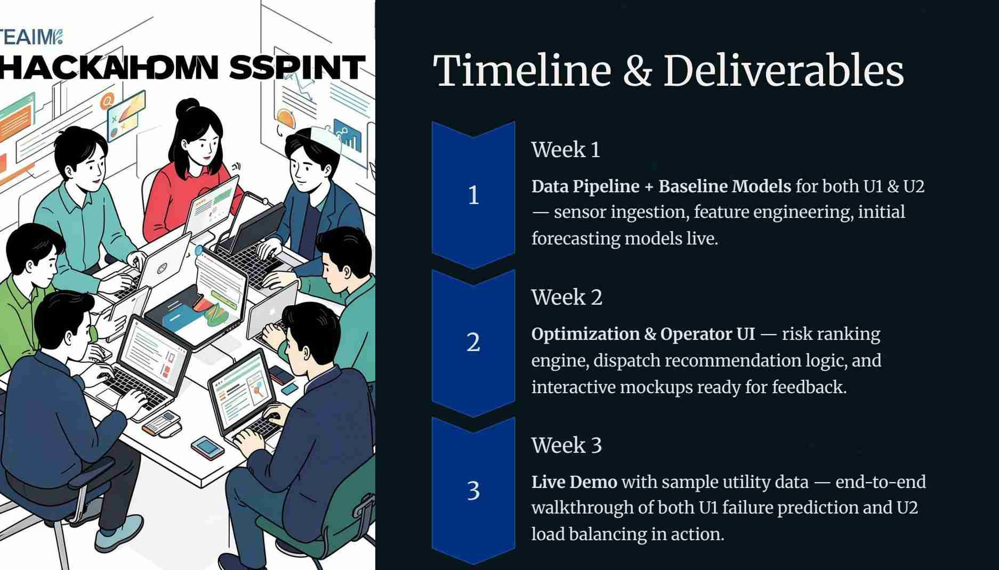 TEAIM
HACKAHOMN SSPINT
Timeline & Deliverables
1
Week 1
Data Pipeline + Baseline Models for both U1 & U2
— sensor ingestion, feature engineering, initial
forecasting models live.
2
Week 2
Optimization & Operator UI — risk ranking
engine, dispatch recommendation logic, and
interactive mockups ready for feedback.
3
Week 3
Live Demo with sample utility data — end-to-end
walkthrough of both U1 failure prediction and U2
load balancing in action.